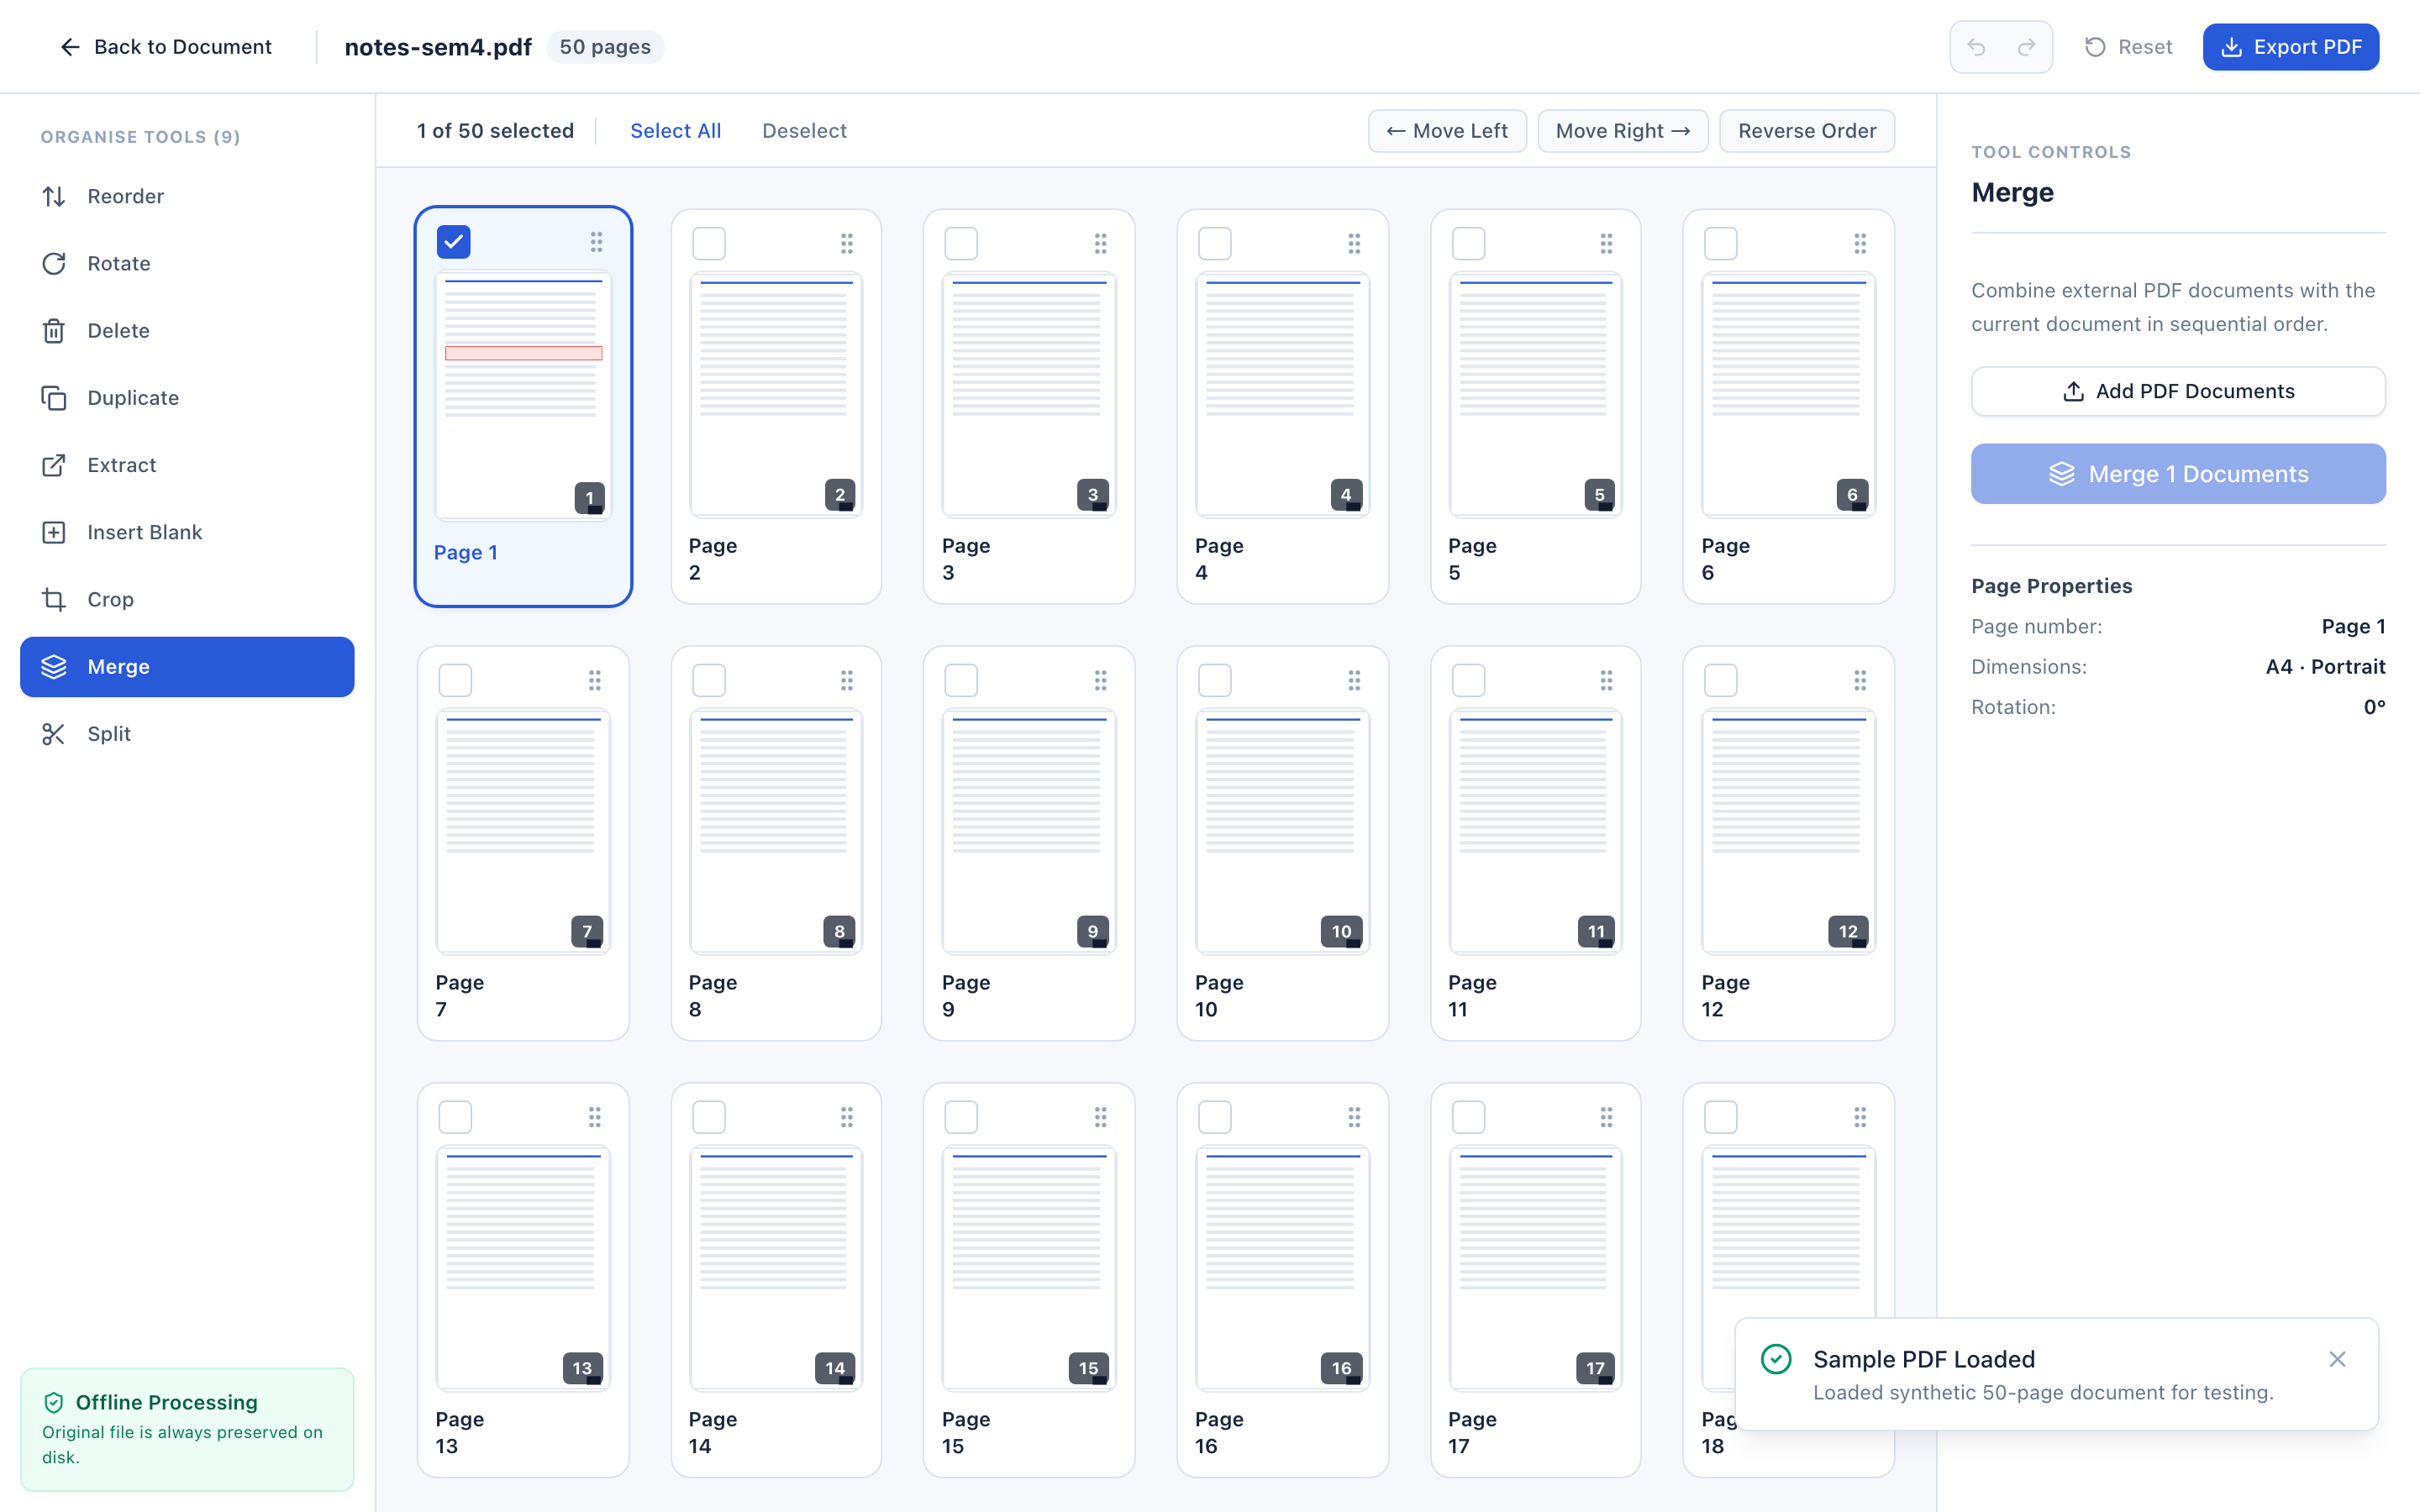 Back to Document
notes-sem4.pdf
50 pages
Reset
Export PDF
ORGANISE TOOLS (9)
Reorder
Rotate
Delete
Duplicate
Extract
Insert Blank
Crop
Merge
Split
Offline Processing
Original file is always preserved on
disk.
1 of 50 selected
Select All
Deselect
← Move Left
Move Right →
Reverse Order
1
Page 1
2
Page
2
3
Page
3
4
Page
4
5
Page
5
6
Page
6
7
Page
7
8
Page
8
9
Page
9
10
Page
10
11
Page
11
12
Page
12
13
Page
13
14
Page
14
15
Page
15
16
Page
16
17
Page
17
18
TOOL CONTROLS
Merge
Combine external PDF documents with the
current document in sequential order.
Add PDF Documents
Merge 1 Documents
Page Properties
Page number:
Page 1
Dimensions:
A4 · Portrait
Rotation:
0°
Sample PDF Loaded
Loaded synthetic 50-page document for testing.